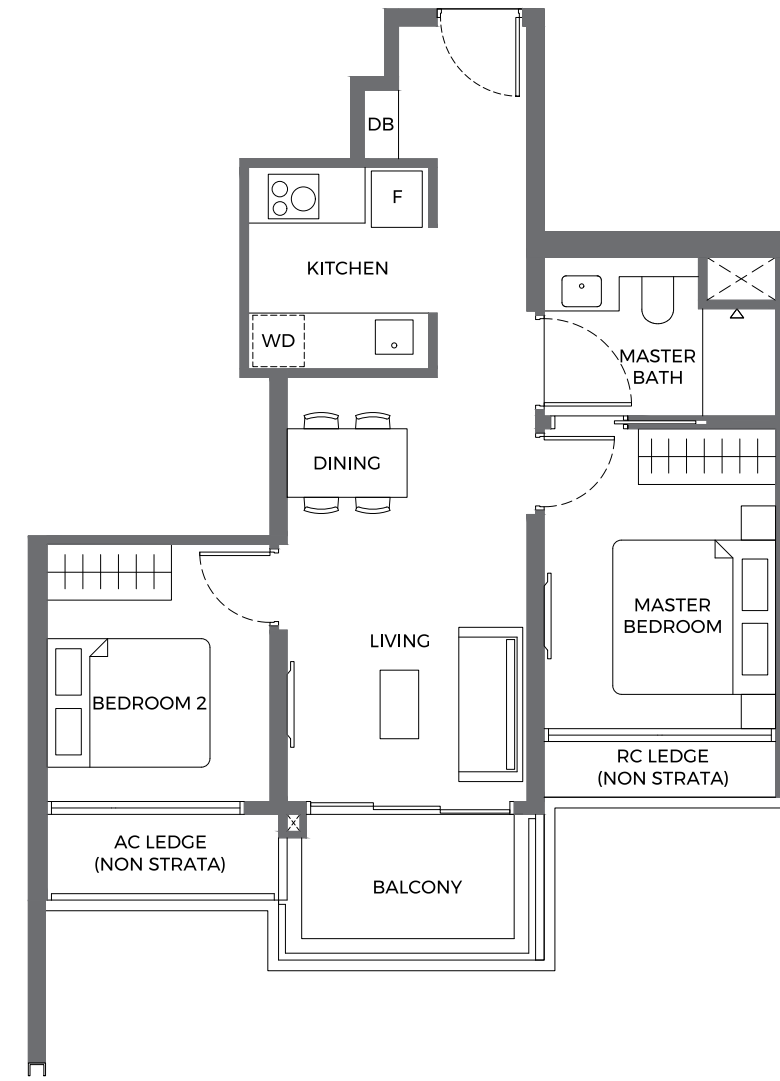 DB
F
KITCHEN
WD
MASTER
BATH
DINING
MASTER
BEDROOM
LIVING
BEDROOM 2
RC LEDGE
(NON STRATA)
AC LEDGE
(NON STRATA)
BALCONY